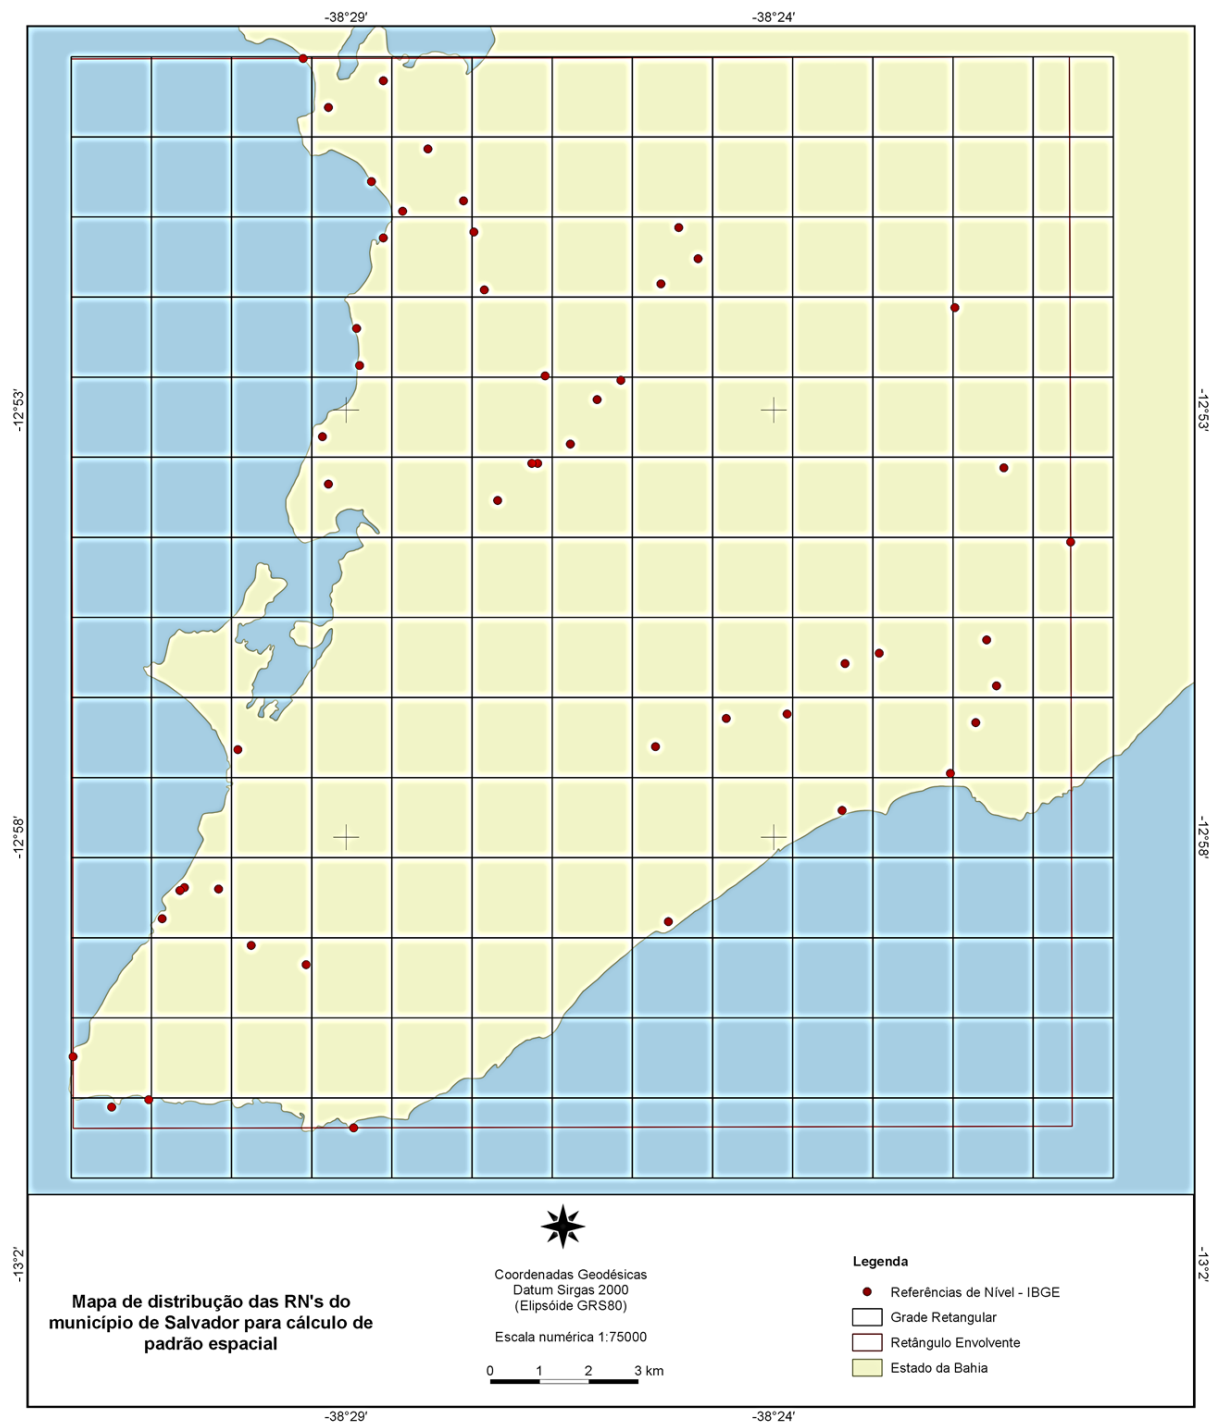 -38°29'
-38°24'
-12°53'
-12°53'
-12°58'
-12°58'
-13°2'
-13°2'
Mapa de distribução das RN's do
município de Salvador para cálculo de
padrão espacial
Coordenadas Geodésicas
Datum Sirgas 2000
(Elipsóide GRS80)
Escala numérica 1:75000
0 1 2 3 km
Legenda
Referências de Nível - IBGE
Grade Retangular
Retângulo Envolvente
Estado da Bahia
-38°29'
-38°24'